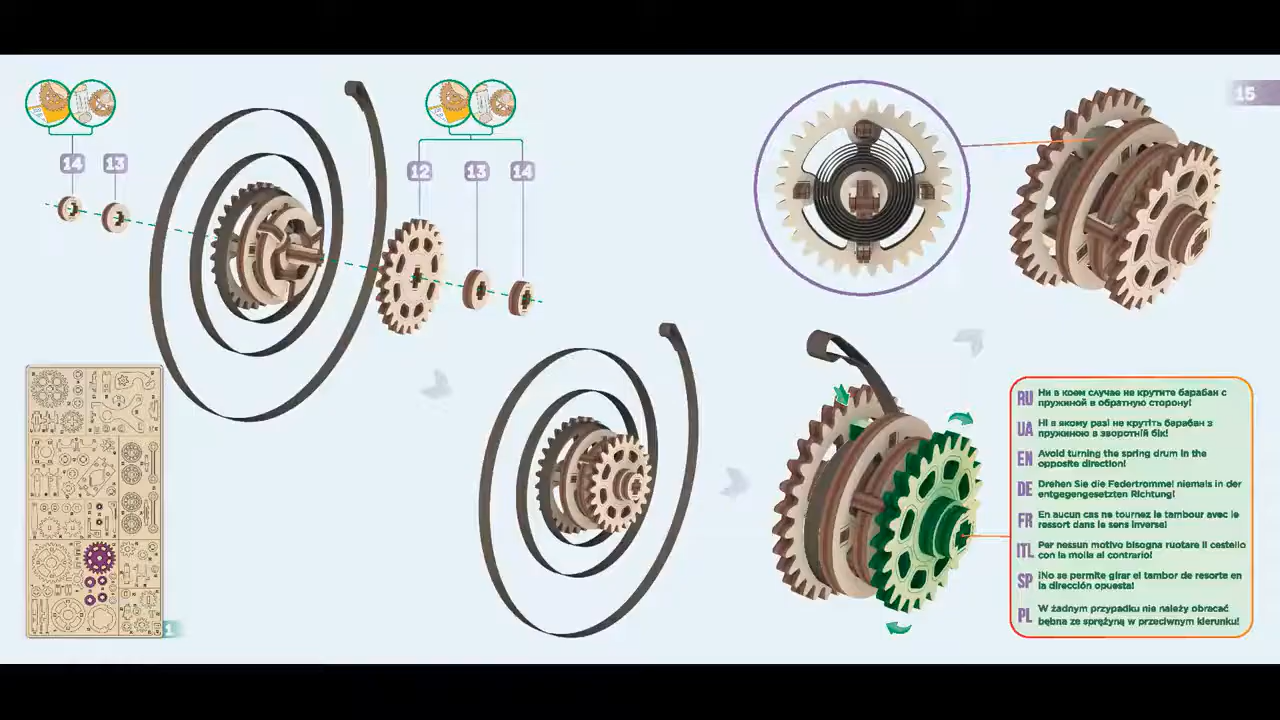 14
13
12
13
14
15
1
RU Ни в коем случае не крутите барабан с
пружиной в обратную сторону!
UA Ні в якому разі не крутіть барабан з
пружиною в зворотній бік!
EN Avoid turning the spring drum in the
opposite direction!
DE Drehen Sie die Federtrommel niemals in der
entgegengesetzten Richtung!
FR En aucun cas ne tournez le tambour avec le
ressort dans le sens inverse!
ITL Per nessun motivo bisogna ruotare il cestello
con la molla al contrario!
SP ¡No se permite girar el tambor de resorte en
la dirección opuesta!
PL W żadnym przypadku nie należy obracać
bębna ze sprężyną w przeciwnym kierunku!